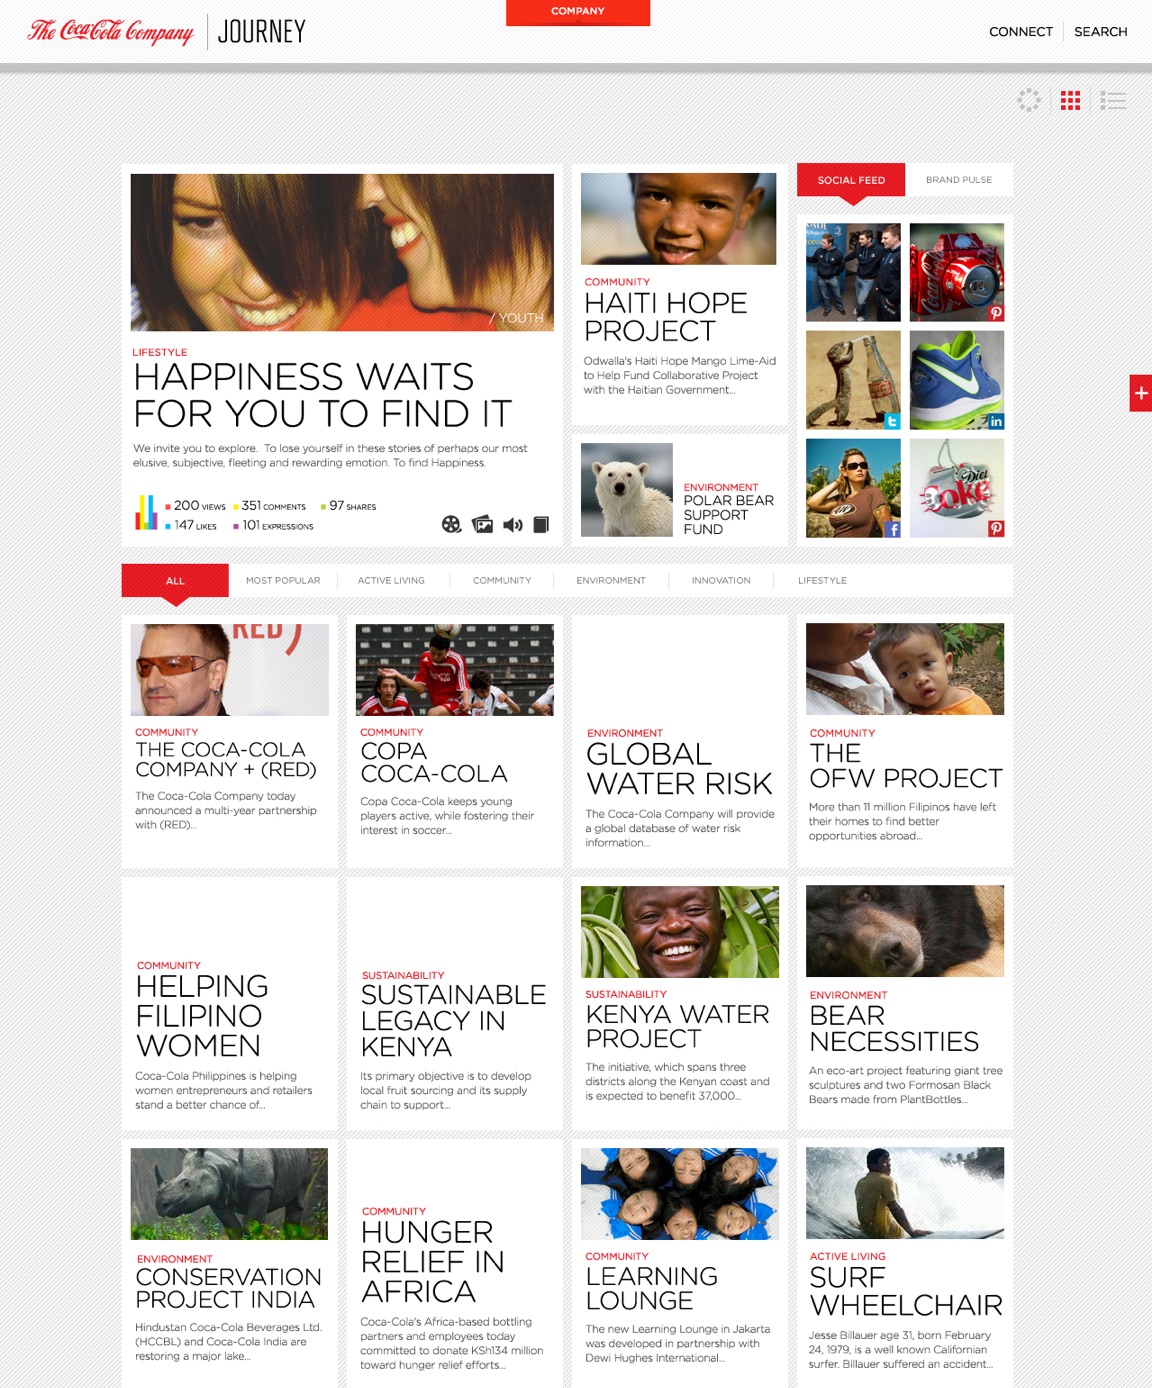 COMPANY
The Coca-Cola Company
JOURNEY
CONNECT
SEARCH
/ YOUTH
LIFESTYLE
HAPPINESS WAITS
FOR YOU TO FIND IT
We invite you to explore. To lose yourself in these stories of perhaps our most
elusive, subjective, fleeting and rewarding emotion. To find Happiness.
200 VIEWS
351 COMMENTS
97 SHARES
147 LIKES
101 EXPRESSIONS
COMMUNITY
HAITI HOPE
PROJECT
Odwalla's Haiti Hope Mango Lime-Aid
to Help Fund Collaborative Project
with the Haitian Government...
ENVIRONMENT
POLAR BEAR
SUPPORT
FUND
SOCIAL FEED
BRAND PULSE
Coca-Cola
in
f
Diet
Coke
+
ALL
MOST POPULAR
ACTIVE LIVING
COMMUNITY
ENVIRONMENT
INNOVATION
LIFESTYLE
RED)
COMMUNITY
THE COCA-COLA
COMPANY + (RED)
The Coca-Cola Company today
announced a multi-year partnership
with (RED)...
COMMUNITY
COPA
COCA-COLA
Copa Coca-Cola keeps young
players active, while fostering their
interest in soccer...
ENVIRONMENT
GLOBAL
WATER RISK
The Coca-Cola Company will provide
a global database of water risk
information...
COMMUNITY
THE
OFW PROJECT
More than 11 million Filipinos have left
their homes to find better
opportunities abroad...
COMMUNITY
HELPING
FILIPINO
WOMEN
Coca-Cola Philippines is helping
women entrepreneurs and retailers
stand a better chance of...
SUSTAINABILITY
SUSTAINABLE
LEGACY IN
KENYA
Its primary objective is to develop
local fruit sourcing and its supply
chain to support...
SUSTAINABILITY
KENYA WATER
PROJECT
The initiative, which spans three
districts along the Kenyan coast and
is expected to benefit 37,000...
ENVIRONMENT
BEAR
NECESSITIES
An eco-art project featuring giant tree
sculptures and two Formosan Black
Bears made from PlantBottles...
ENVIRONMENT
CONSERVATION
PROJECT INDIA
Hindustan Coca-Cola Beverages Ltd.
(HCCBL) and Coca-Cola India are
restoring a major lake...
COMMUNITY
HUNGER
RELIEF IN
AFRICA
Coca-Cola's Africa-based bottling
partners and employees today
committed to donate KSh134 million
toward hunger relief efforts...
COMMUNITY
LEARNING
LOUNGE
The new Learning Lounge in Jakarta
was developed in partnership with
Dewi Hughes International...
ACTIVE LIVING
SURF
WHEELCHAIR
Jesse Billauer age 31, born February
24, 1979, is a well known Californian
surfer. Billauer suffered an accident...